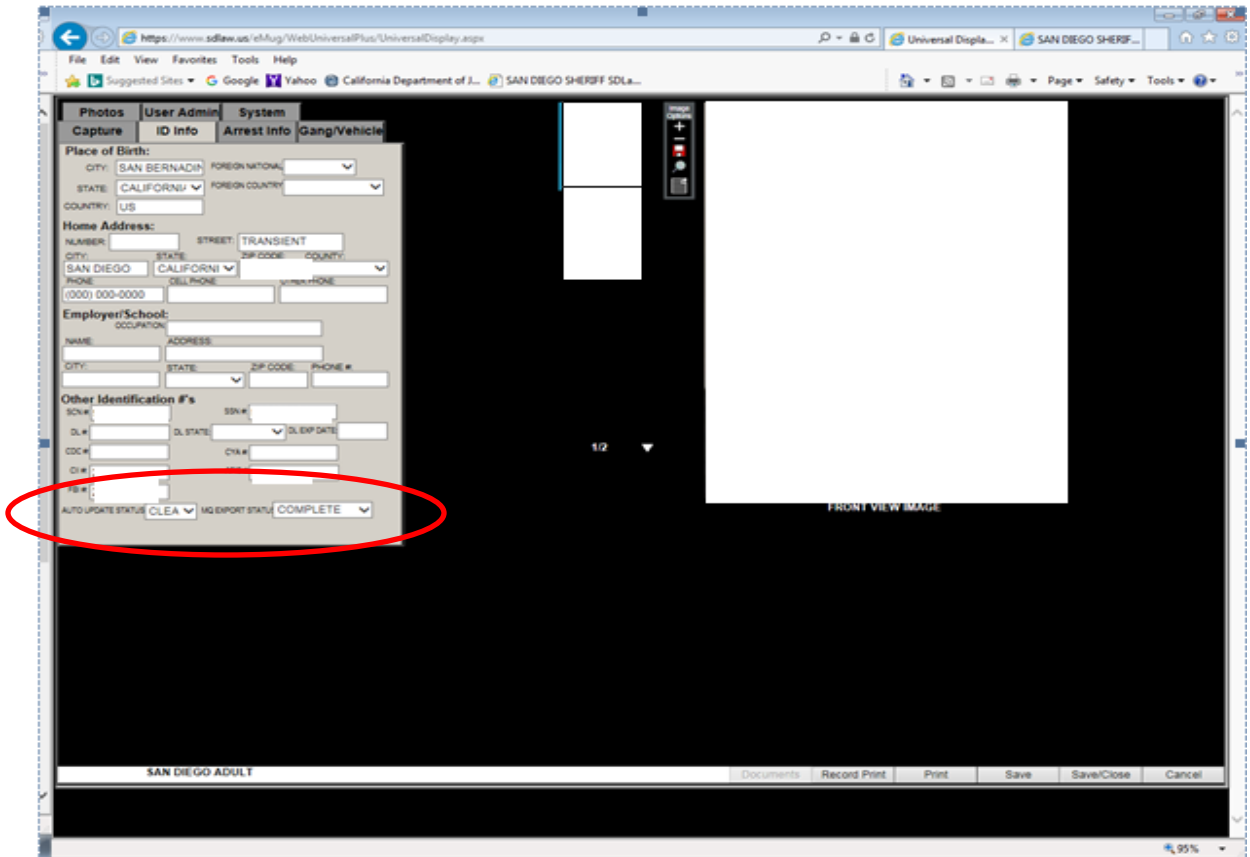 https://www.sdlaw.us/eMug/WebUniversalPlus/UniversalDisplay.aspx
Universal Displa...
SAN DIEGO SHERIF...
File Edit View Favorites Tools Help
Suggested Sites Google Yahoo California Department of J... SAN DIEGO SHERIFF SDLa...
Page Safety Tools
Photos User Admin System
Capture ID Info Arrest Info Gang/Vehicle
Image Options
Place of Birth:
CITY: SAN BERNADIN FOREIGN NATIONAL
STATE: CALIFORNI FOREIGN COUNTRY
COUNTRY: US
Home Address:
NUMBER: STREET: TRANSIENT
CITY: STATE: ZIP CODE: COUNTY:
SAN DIEGO CALIFORNI
PHONE: CELL PHONE: OTHER PHONE:
(000) 000-0000
Employer/School:
OCCUPATION:
NAME: ADDRESS:
CITY: STATE: ZIP CODE: PHONE #:
Other Identification #'s
SCN #: SSN #:
DL #: DL STATE: DL EXP DATE:
CDC #: CYA #:
CI #:
FBI #:
AUTO UPDATE STATUS CLEA MQ EXPORT STATUS COMPLETE
1/2
FRONT VIEW IMAGE
SAN DIEGO ADULT
Documents Record Print Print Save Save/Close Cancel
95%